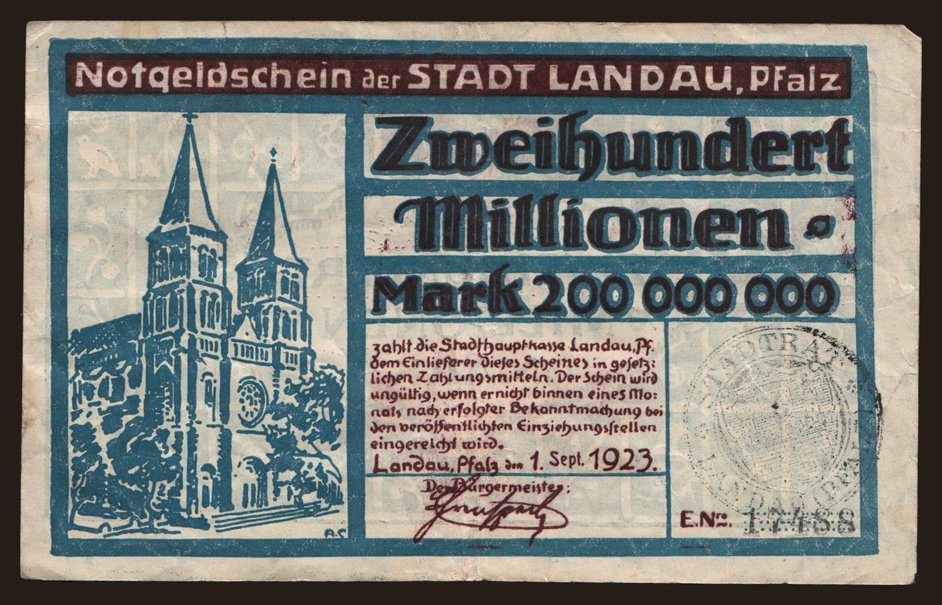 Notgeldschein der STADT LANDAU, Pfalz
Zweihundert
Millionen
Mark 200 000 000
zahlt die Stadthauptkasse Landau, Pf.
dem Einlieferer dieses Scheines in gesetz-
lichen Zahlungsmitteln. Der Schein wird
ungültig, wenn er nicht binnen eines Mo-
nats nach erfolgter Bekanntmachung bei
den veröffentlichten Einziehungsstellen
eingereicht wird.
Landau, Pfalz den 1. Sept. 1923.
Der Bürgermeister:
E.No. 17488
STADTRAT
A.C